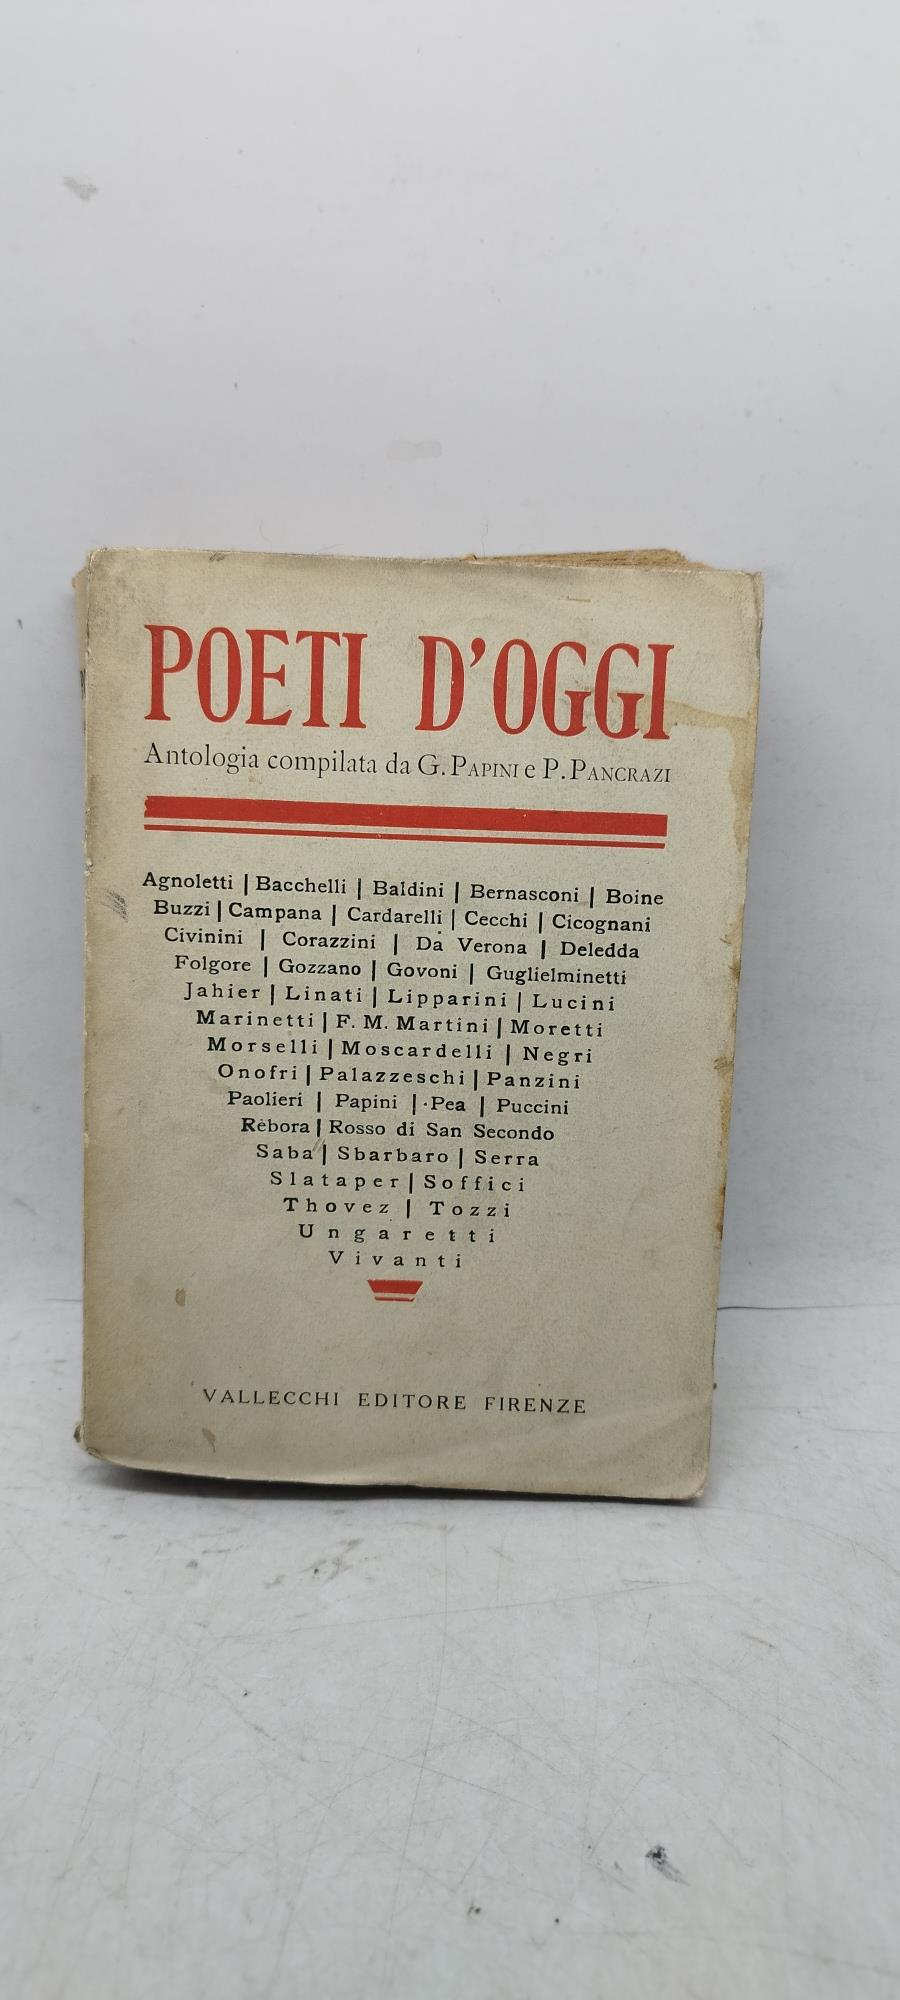 POETI D'OGGI
Antologia compilata da G. PAPINI e P. PANCRAZI
Agnoletti | Bacchelli | Baldini | Bernasconi | Boine
Buzzi | Campana | Cardarelli | Cecchi | Cicognani
Civinini | Corazzini | Da Verona | Deledda
Folgore | Gozzano | Govoni | Guglielminetti
Jahier | Linati | Lipparini | Lucini
Marinetti | F. M. Martini | Moretti
Morselli | Moscardelli | Negri
Onofri | Palazzeschi | Panzini
Paolieri | Papini | Pea | Puccini
Rèbora | Rosso di San Secondo
Saba | Sbarbaro | Serra
Slataper | Soffici
Thovez | Tozzi
Ungaretti
Vivanti
VALLECCHI EDITORE FIRENZE